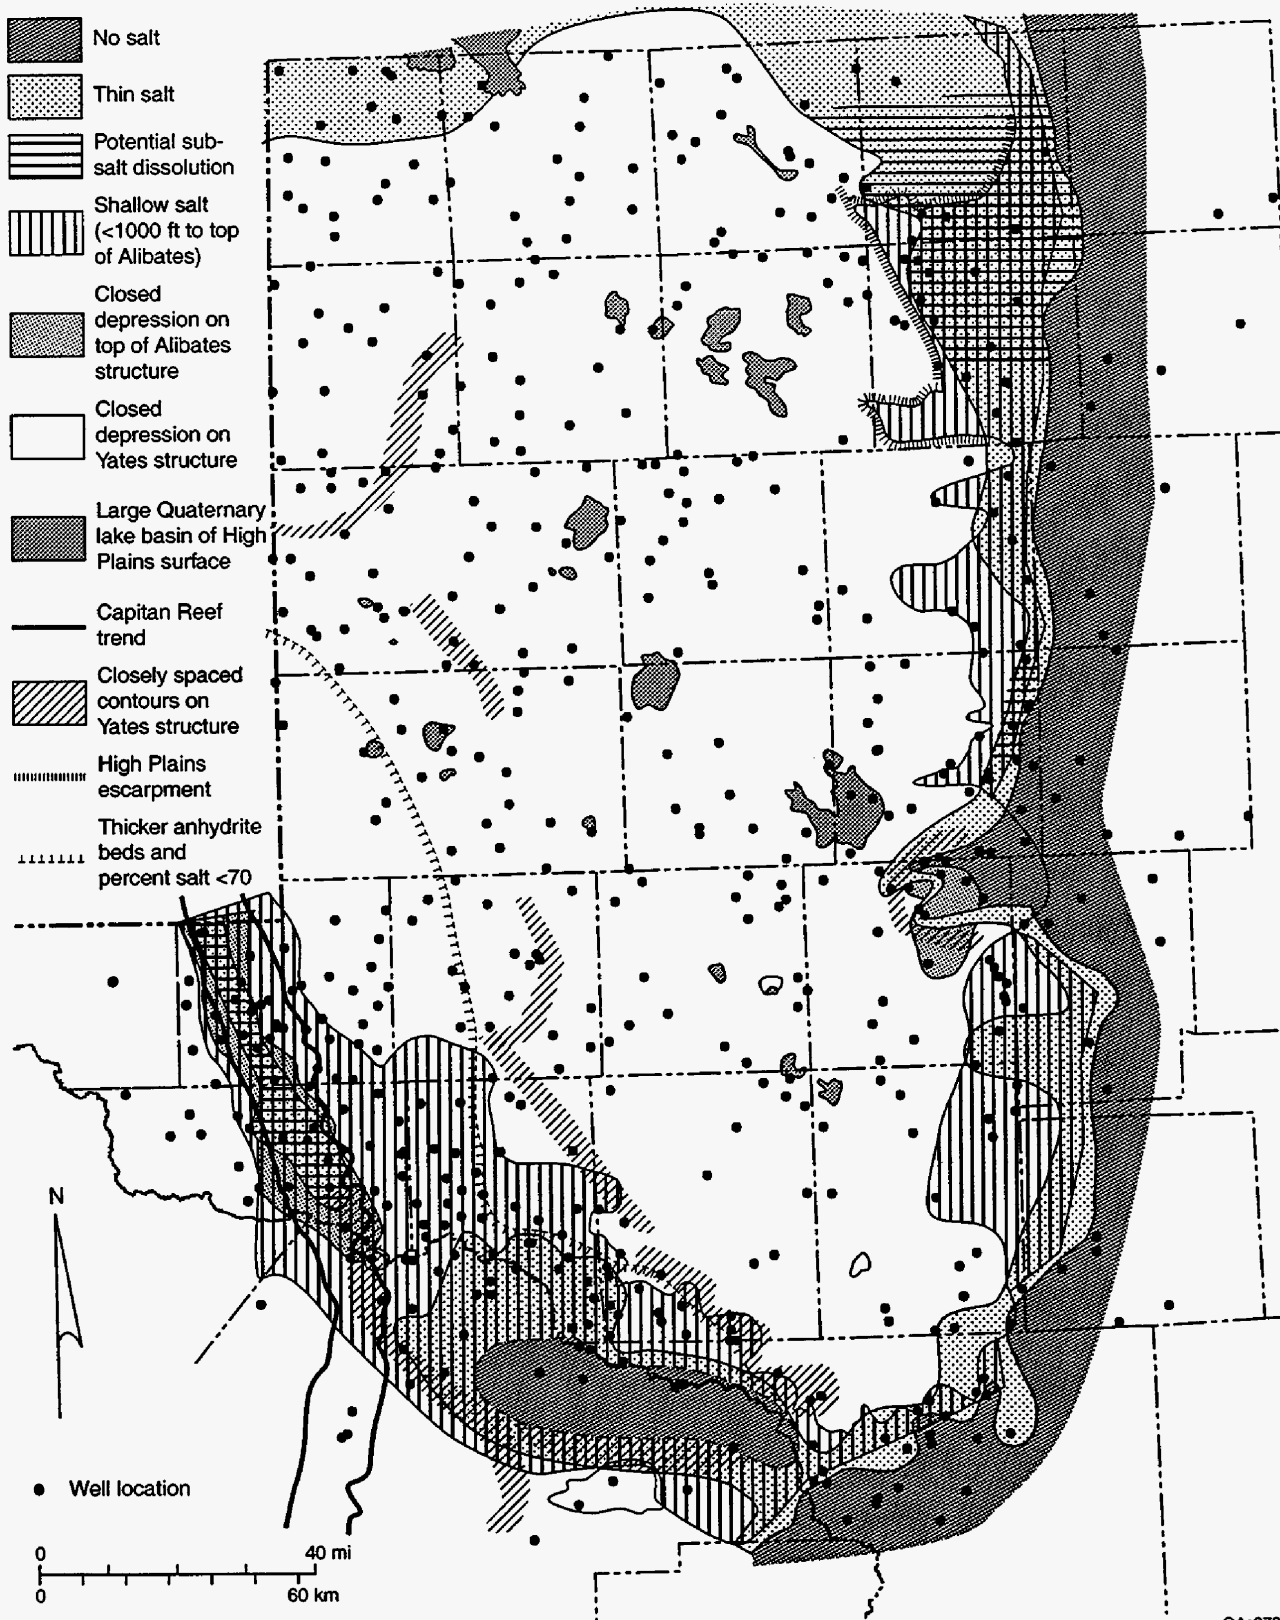 No salt
Thin salt
Potential sub-
salt dissolution
Shallow salt
(<1000 ft to top
of Alibates)
Closed
depression on
top of Alibates
structure
Closed
depression on
Yates structure
Large Quaternary
lake basin of High
Plains surface
Capitan Reef
trend
Closely spaced
contours on
Yates structure
High Plains
escarpment
Thicker anhydrite
beds and
percent salt <70
N
Well location
0 40 mi
0 60 km